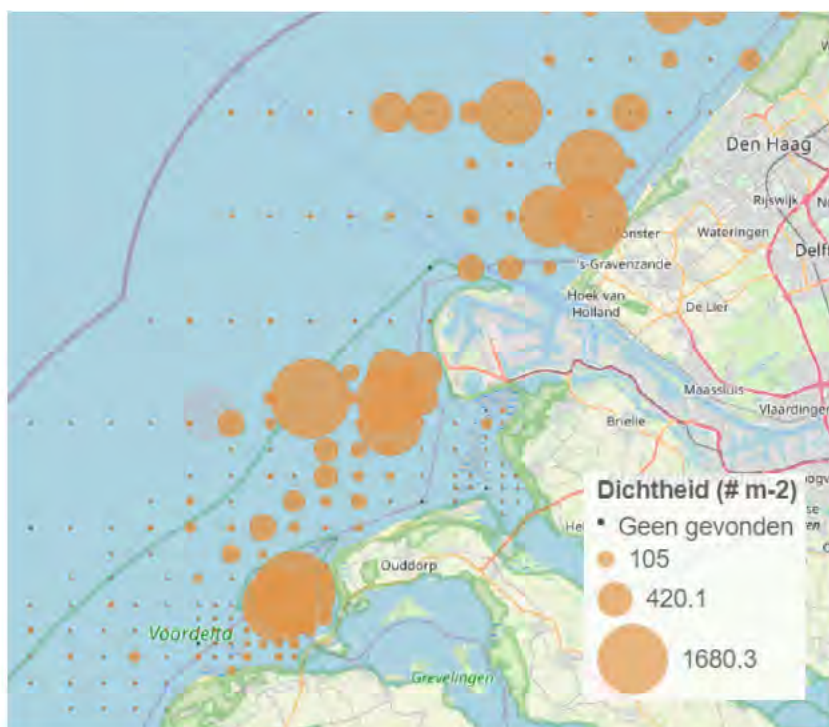 Den Haag
Rijswijk
Wateringen
Delf
onster
's-Gravenzande
Hoek van
Holland
De Lier
Maassluis
Vlaardingen
Brielle
Dichtheid (# m-2)
Geen gevonden
105
420.1
1680.3
Ouddorp
Voordelta
Grevelingen